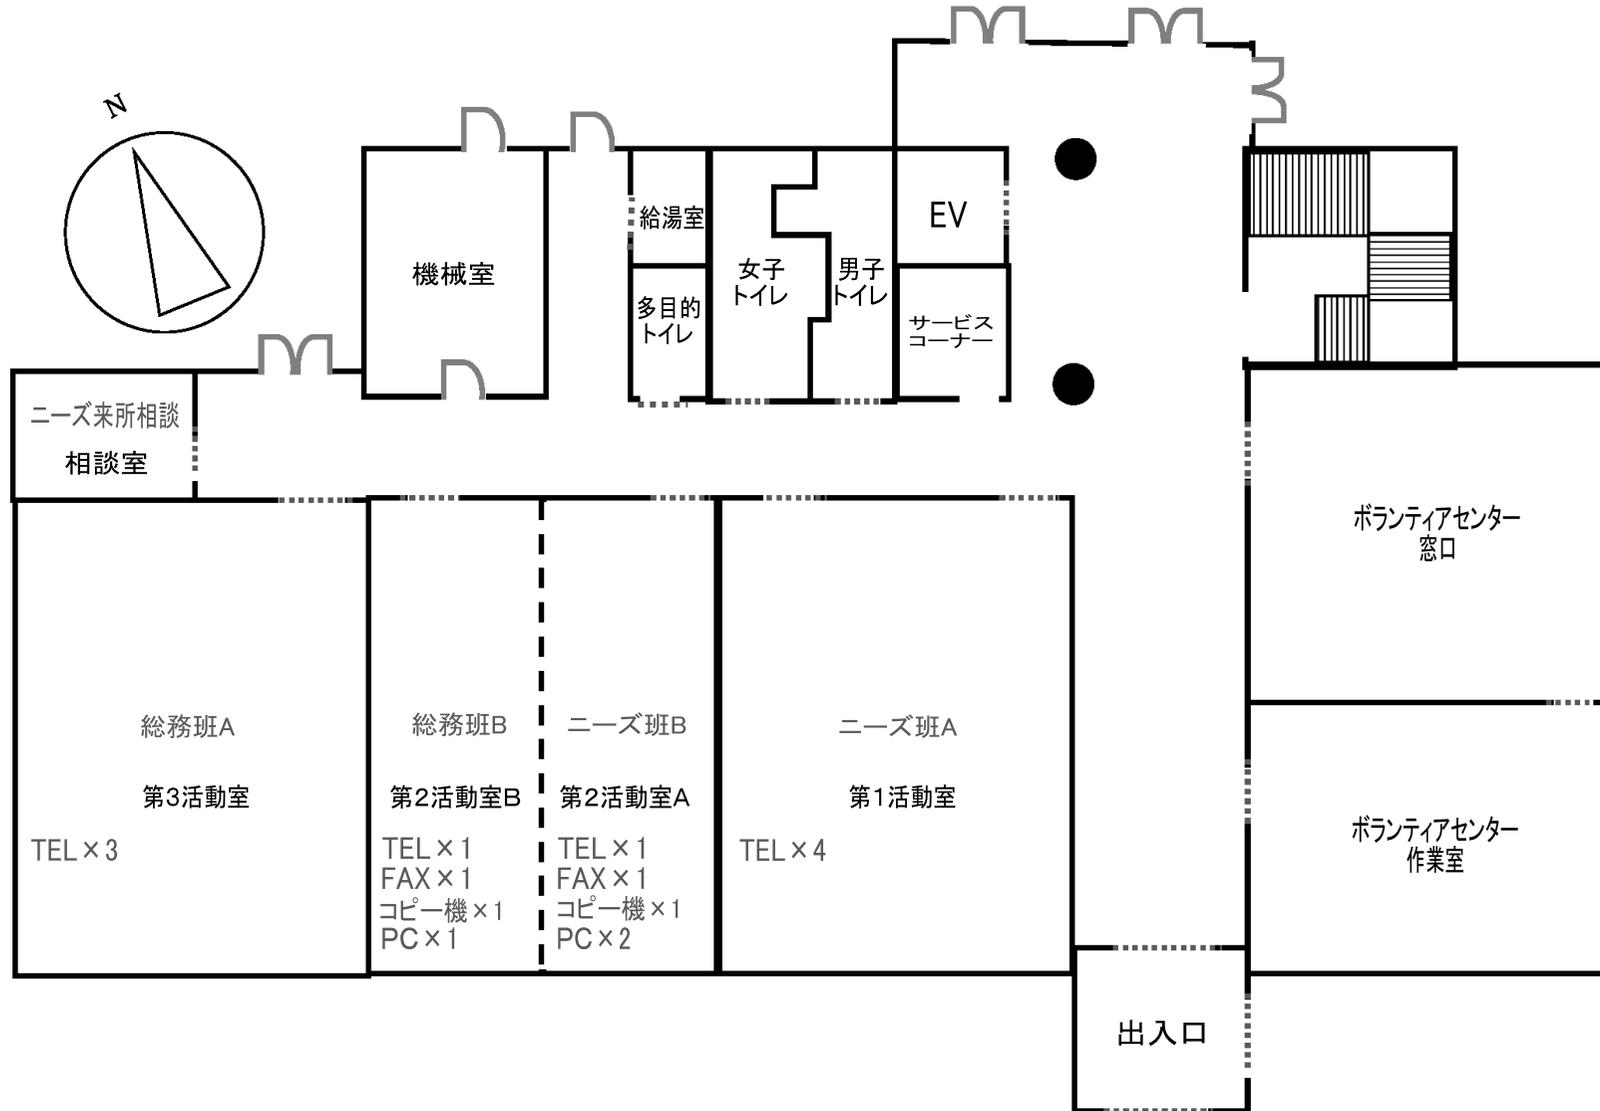 N
機械室
給湯室
多目的
トイレ
女子
トイレ
男子
トイレ
EV
サービス
コーナー
ニーズ来所相談
相談室
ボランティアセンター
窓口
総務班A
第3活動室
TEL×3
総務班B
第2活動室B
TEL×1
FAX×1
コピー機×1
PC×1
ニーズ班B
第2活動室A
TEL×1
FAX×1
コピー機×1
PC×2
ニーズ班A
第1活動室
TEL×4
ボランティアセンター
作業室
出入口